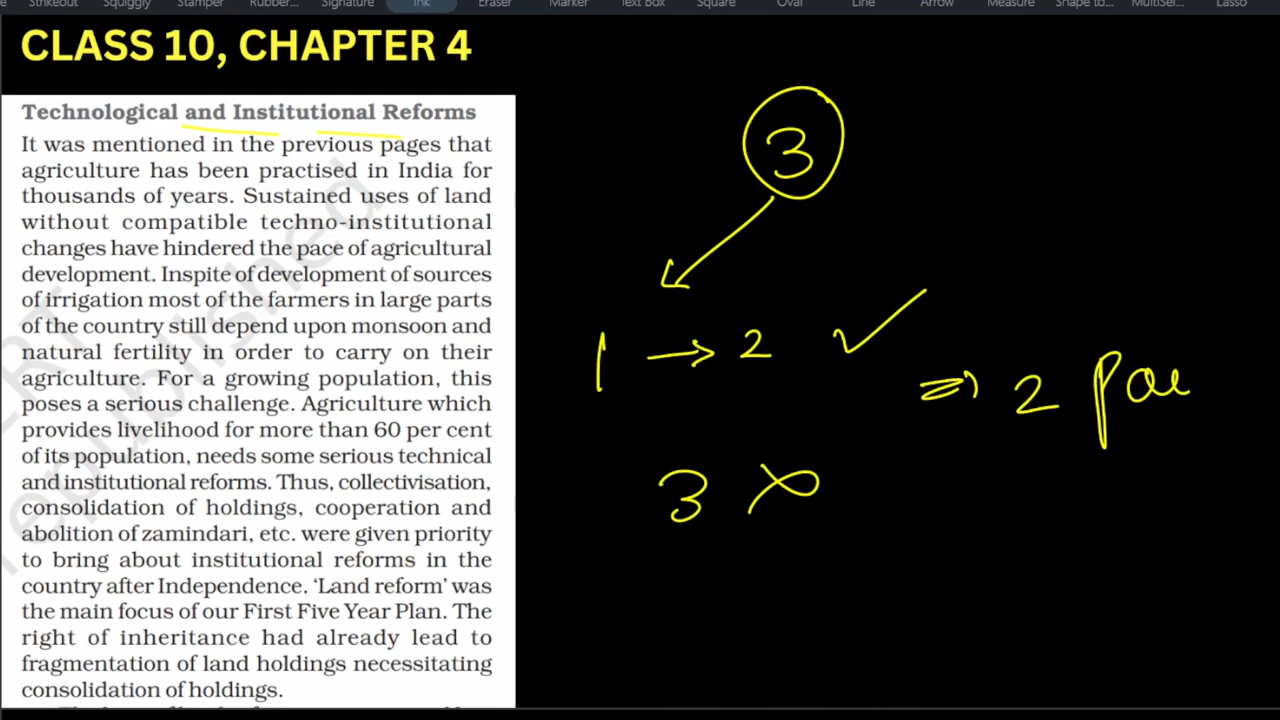 Strikeout Squiggly Stamper Rubber... Signature Ink Eraser Marker Text Box Square Oval Line Arrow Measure Shape to... MultiSel... Lasso
CLASS 10, CHAPTER 4
Technological and Institutional Reforms
It was mentioned in the previous pages that
agriculture has been practised in India for
thousands of years. Sustained uses of land
without compatible techno-institutional
changes have hindered the pace of agricultural
development. Inspite of development of sources
of irrigation most of the farmers in large parts
of the country still depend upon monsoon and
natural fertility in order to carry on their
agriculture. For a growing population, this
poses a serious challenge. Agriculture which
provides livelihood for more than 60 per cent
of its population, needs some serious technical
and institutional reforms. Thus, collectivisation,
consolidation of holdings, cooperation and
abolition of zamindari, etc. were given priority
to bring about institutional reforms in the
country after Independence. ‘Land reform’ was
the main focus of our First Five Year Plan. The
right of inheritance had already lead to
fragmentation of land holdings necessitating
consolidation of holdings.
3
1 → 2 ✓
⇒ 2 Par
3
republished